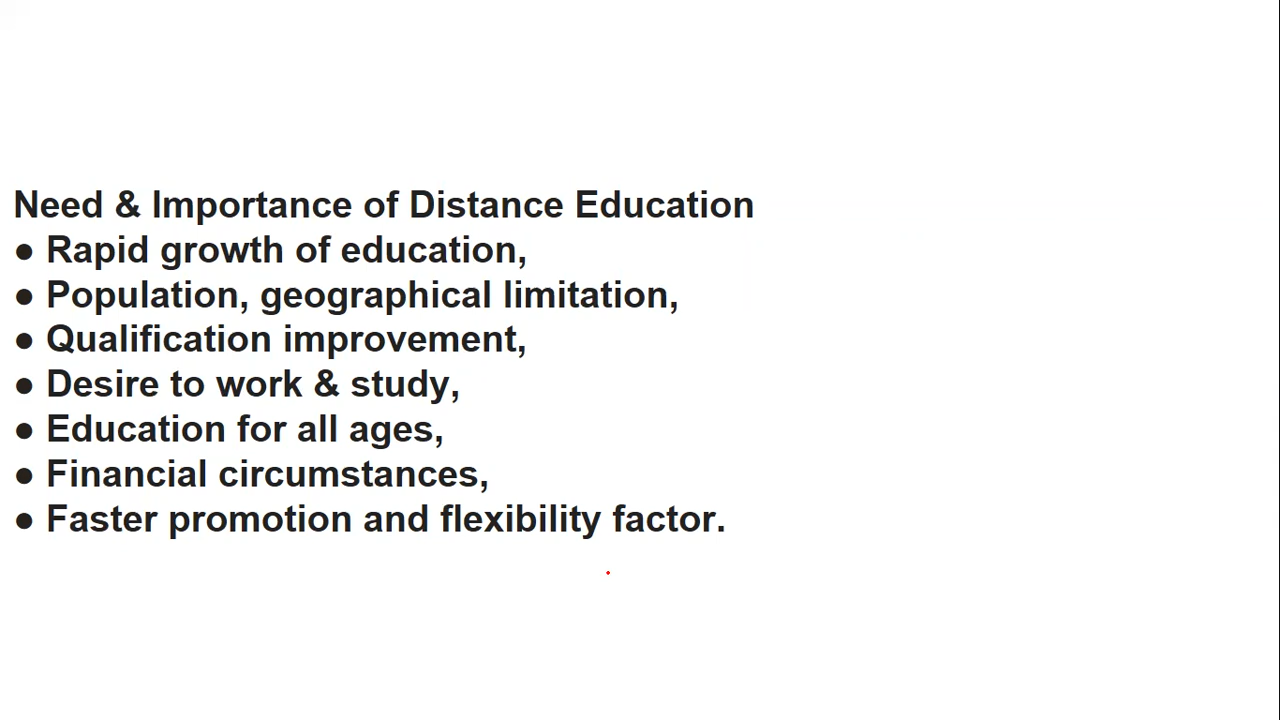 Need & Importance of Distance Education
● Rapid growth of education,
● Population, geographical limitation,
● Qualification improvement,
● Desire to work & study,
● Education for all ages,
● Financial circumstances,
● Faster promotion and flexibility factor.